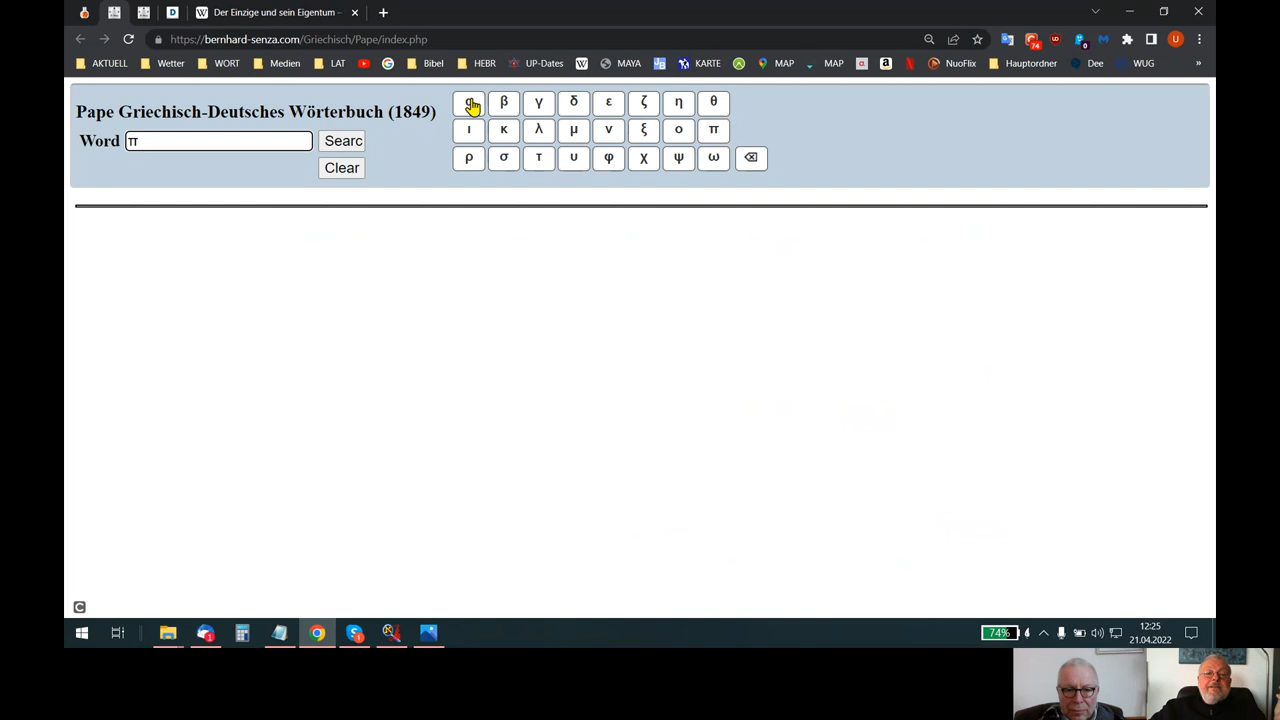 Der Einzige und sein Eigentum –
https://bernhard-senza.com/Griechisch/Pape/index.php
74
0
U
AKTUELL Wetter WORT Medien LAT Bibel HEBR UP-Dates MAYA KARTE MAP MAP NuoFlix Hauptordner Dee WUG »
Pape Griechisch-Deutsches Wörterbuch (1849)
Word π Searc
Clear
β γ δ ε ζ η θ
ι κ λ μ ν ξ ο π
ρ σ τ υ φ χ ψ ω
74%
12:25
21.04.2022